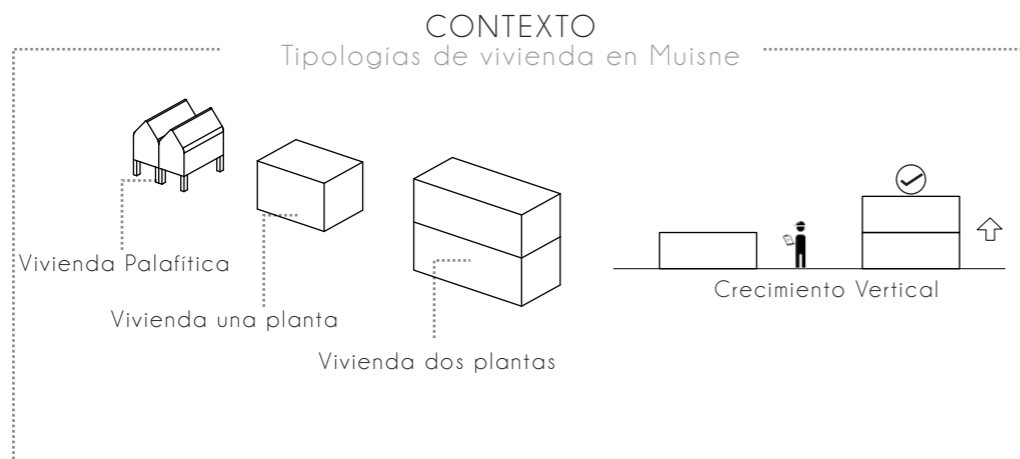 CONTEXTO
Tipologías de vivienda en Muisne
Vivienda Palafítica
Vivienda una planta
Vivienda dos plantas
Crecimiento Vertical